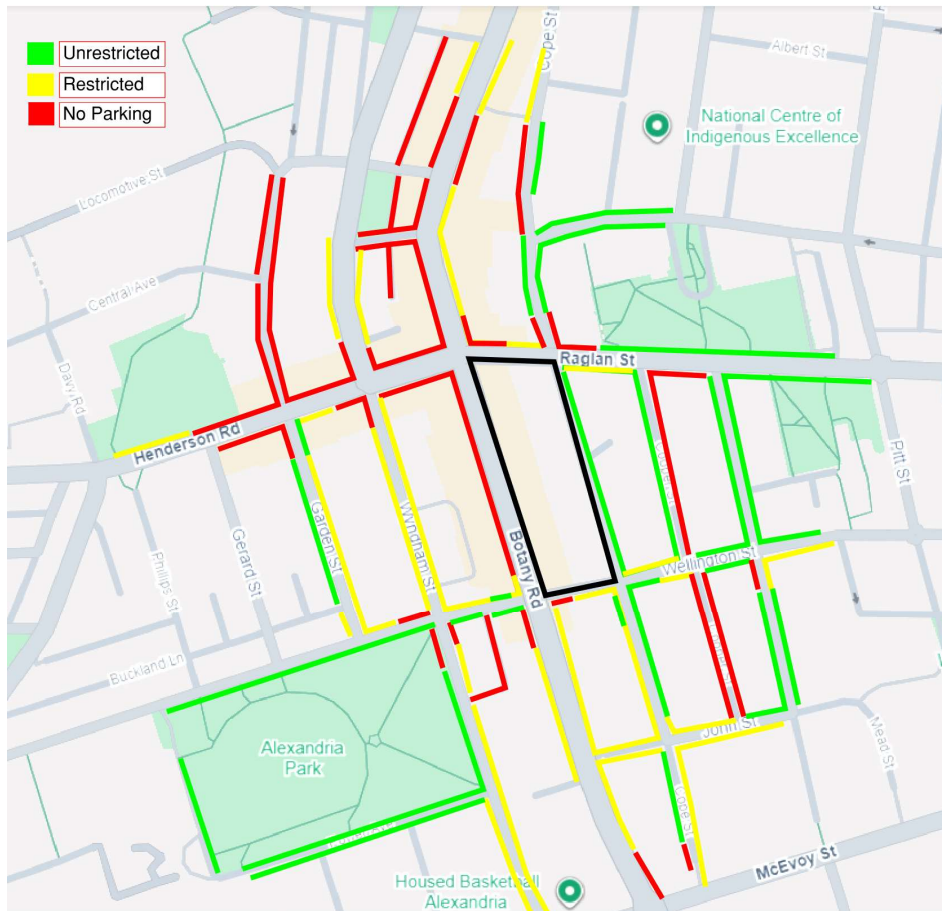 Cope St
Albert St
Unrestricted
Restricted
No Parking
National Centre of
Indigenous Excellence
Locomotive St
Central Ave
Davy Rd
Raglan St
Henderson Rd
Pitt St
Garden St
Wyndham St
Gerard St
Phillips St
Botany Rd
Wellington St
Buckland Ln
John St
Mead St
Alexandria
Park
Cope St
McEvoy St
Housed Basketball
Alexandria